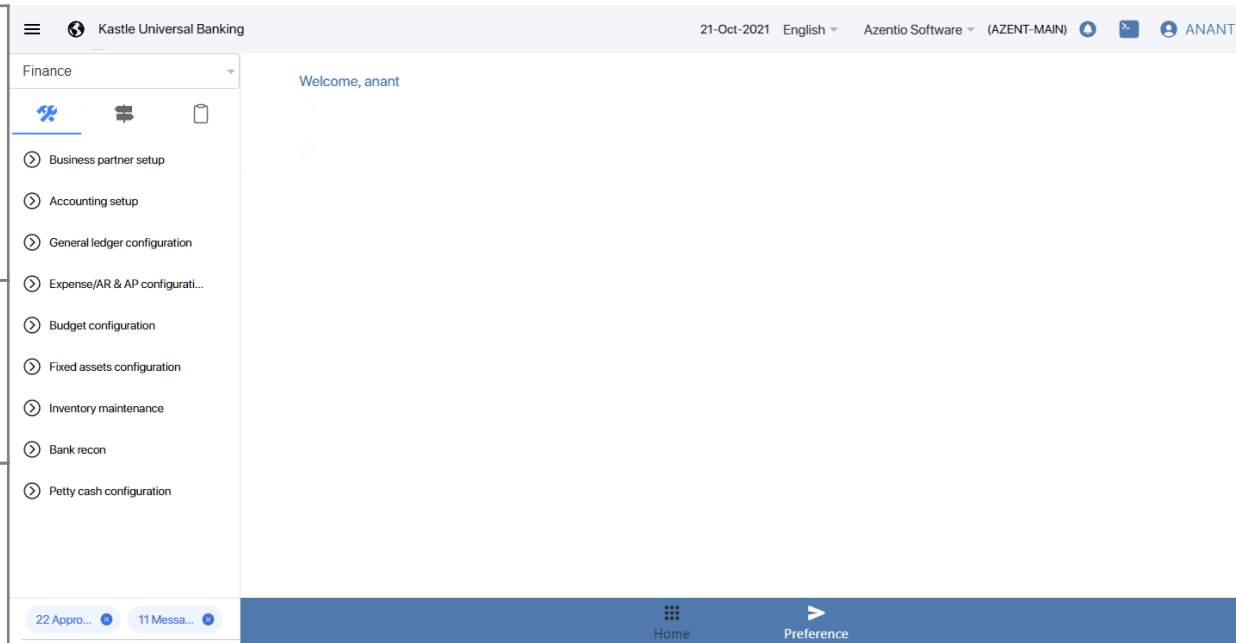 Kastle Universal Banking
21-Oct-2021 English Azentio Software (AZENT-MAIN) ANANT
Finance
Welcome, anant
Business partner setup
Accounting setup
General ledger configuration
Expense/AR & AP configurati...
Budget configuration
Fixed assets configuration
Inventory maintenance
Bank recon
Petty cash configuration
22 Appro... 11 Messa...
Home Preference